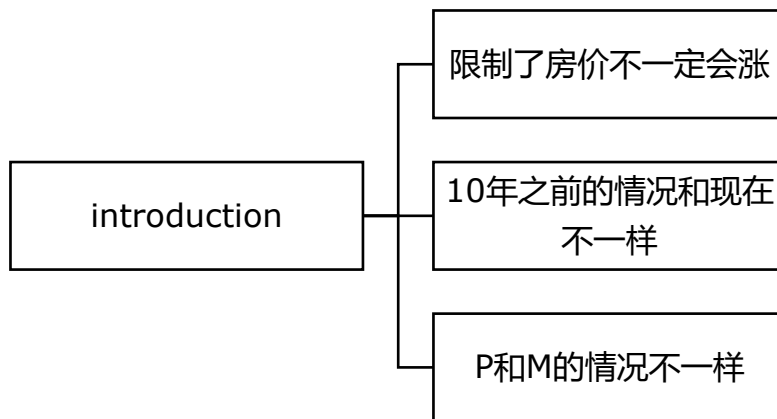 限制了房价不一定会涨
introduction
10年之前的情况和现在
不一样
P和M的情况不一样